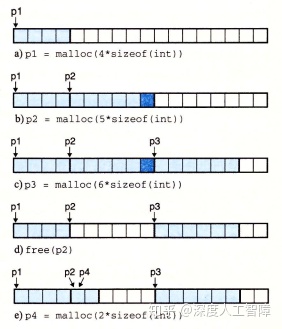 p1
a) p1 = malloc(4*sizeof(int))
p1 p2
b) p2 = malloc(5*sizeof(int))
p1 p2 p3
c) p3 = malloc(6*sizeof(int))
p1 p2 p3
d) free(p2)
p1 p2 p4 p3
e) p4 = malloc(2*sizeof(int))
知乎 @深度人工智障